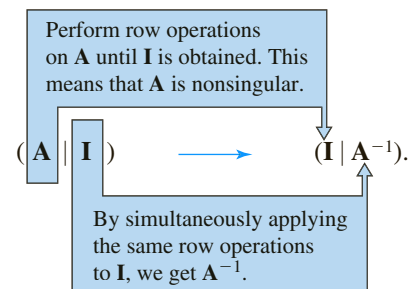 Perform row operations
on A until I is obtained. This
means that A is nonsingular.
( A | I ) (I | A⁻¹).
By simultaneously applying
the same row operations
to I, we get A⁻¹.